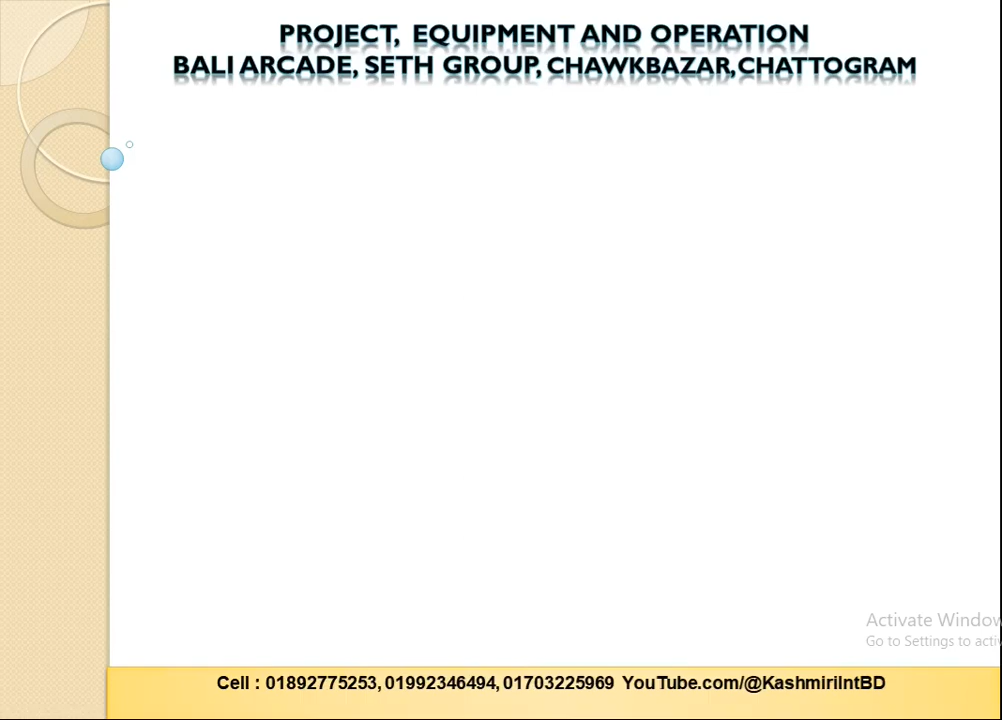 PROJECT, EQUIPMENT AND OPERATION
BALI ARCADE, SETH GROUP, CHAWKBAZAR,CHATTOGRAM
Activate Window
Go to Settings to activ
Cell : 01892775253, 01992346494, 01703225969 YouTube.com/@KashmiriIntBD